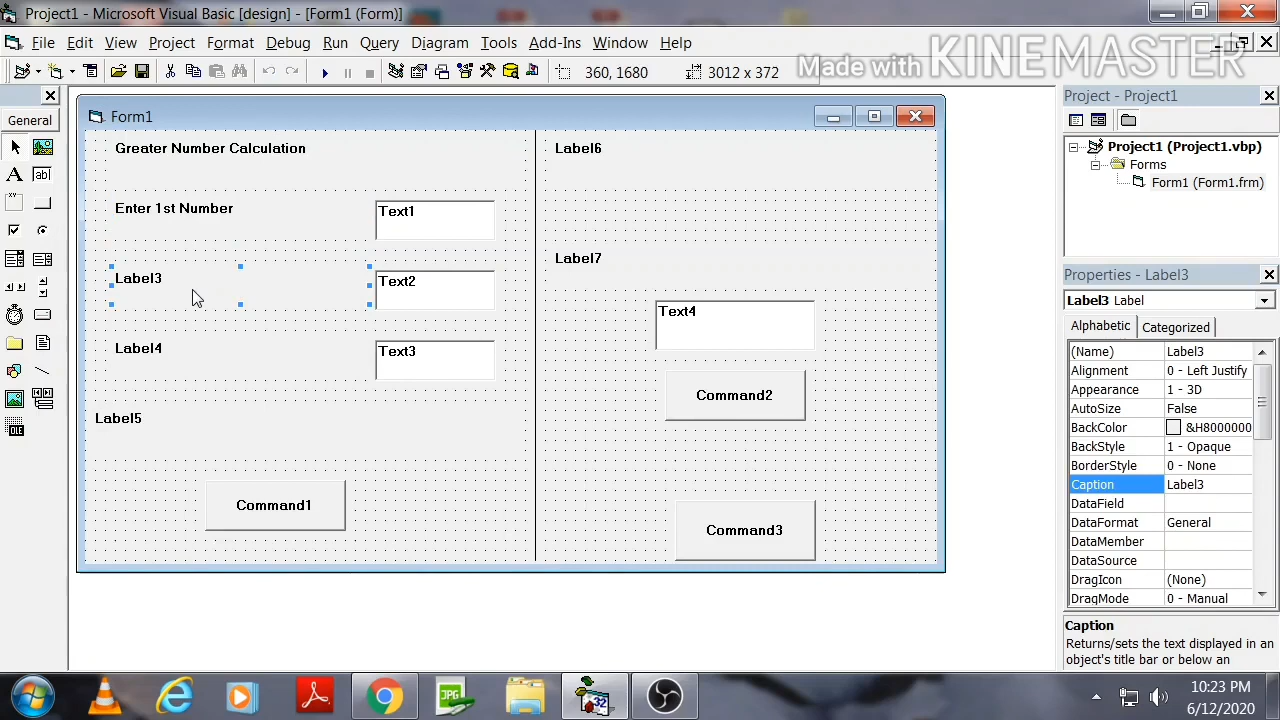 Project1 - Microsoft Visual Basic [design] - [Form1 (Form)]
File Edit View Project Format Debug Run Query Diagram Tools Add-Ins Window Help
360, 1680 3012 x 372
Made with KINEMASTER
General
Form1
Greater Number Calculation
Enter 1st Number
Text1
Label3
Text2
Label4
Text3
Label5
Command1
Label6
Label7
Text4
Command2
Command3
Project - Project1
Project1 (Project1.vbp)
Forms
Form1 (Form1.frm)
Properties - Label3
Label3 Label
Alphabetic Categorized
(Name) Label3
Alignment 0 - Left Justify
Appearance 1 - 3D
AutoSize False
BackColor &H8000000
BackStyle 1 - Opaque
BorderStyle 0 - None
Caption Label3
DataField
DataFormat General
DataMember
DataSource
DragIcon (None)
DragMode 0 - Manual
Caption
Returns/sets the text displayed in an
object's title bar or below an
JPG
32
10:23 PM
6/12/2020